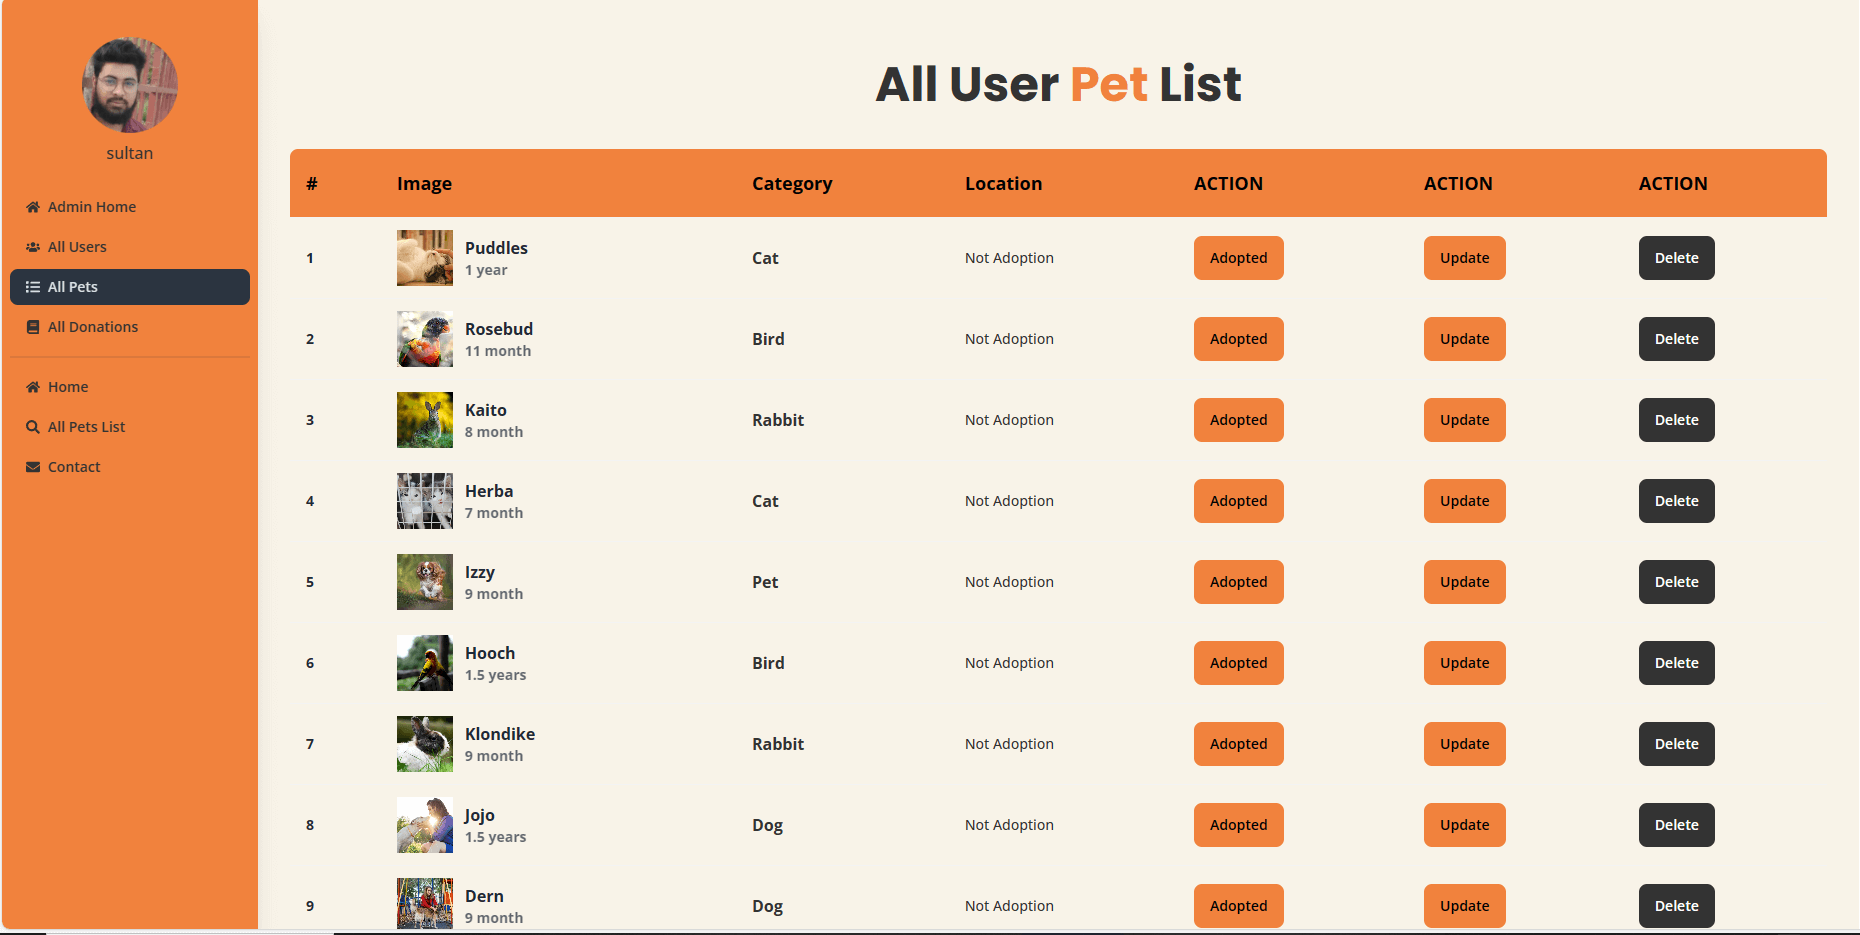 sultan
Admin Home
All Users
All Pets
All Donations
Home
All Pets List
Contact
All User Pet List
# Image Category Location ACTION ACTION ACTION
1 Puddles Cat Not Adoption Adopted Update Delete
1 year
2 Rosebud Bird Not Adoption Adopted Update Delete
11 month
3 Kaito Rabbit Not Adoption Adopted Update Delete
8 month
4 Herba Cat Not Adoption Adopted Update Delete
7 month
5 Izzy Pet Not Adoption Adopted Update Delete
9 month
6 Hooch Bird Not Adoption Adopted Update Delete
1.5 years
7 Klondike Rabbit Not Adoption Adopted Update Delete
9 month
8 Jojo Dog Not Adoption Adopted Update Delete
1.5 years
9 Dern Dog Not Adoption Adopted Update Delete
9 month